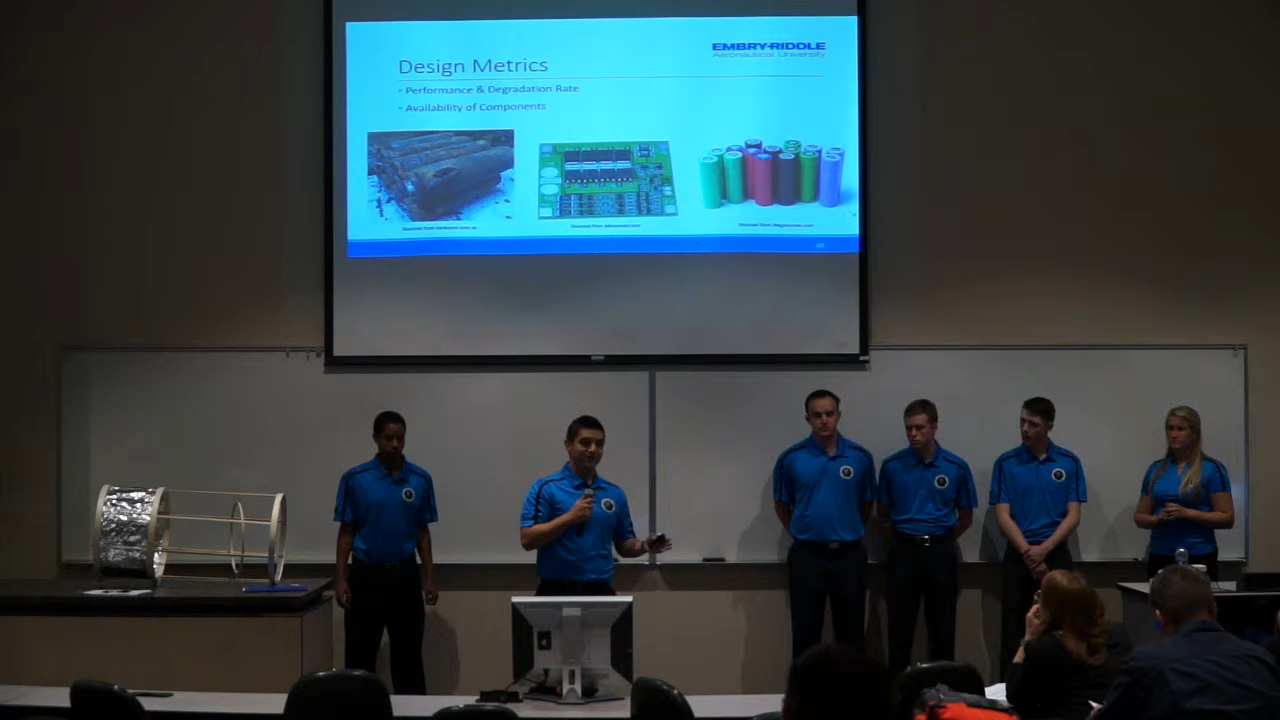 EMBRY-RIDDLE
Aeronautical University
Design Metrics
• Performance & Degradation Rate
• Availability of Components